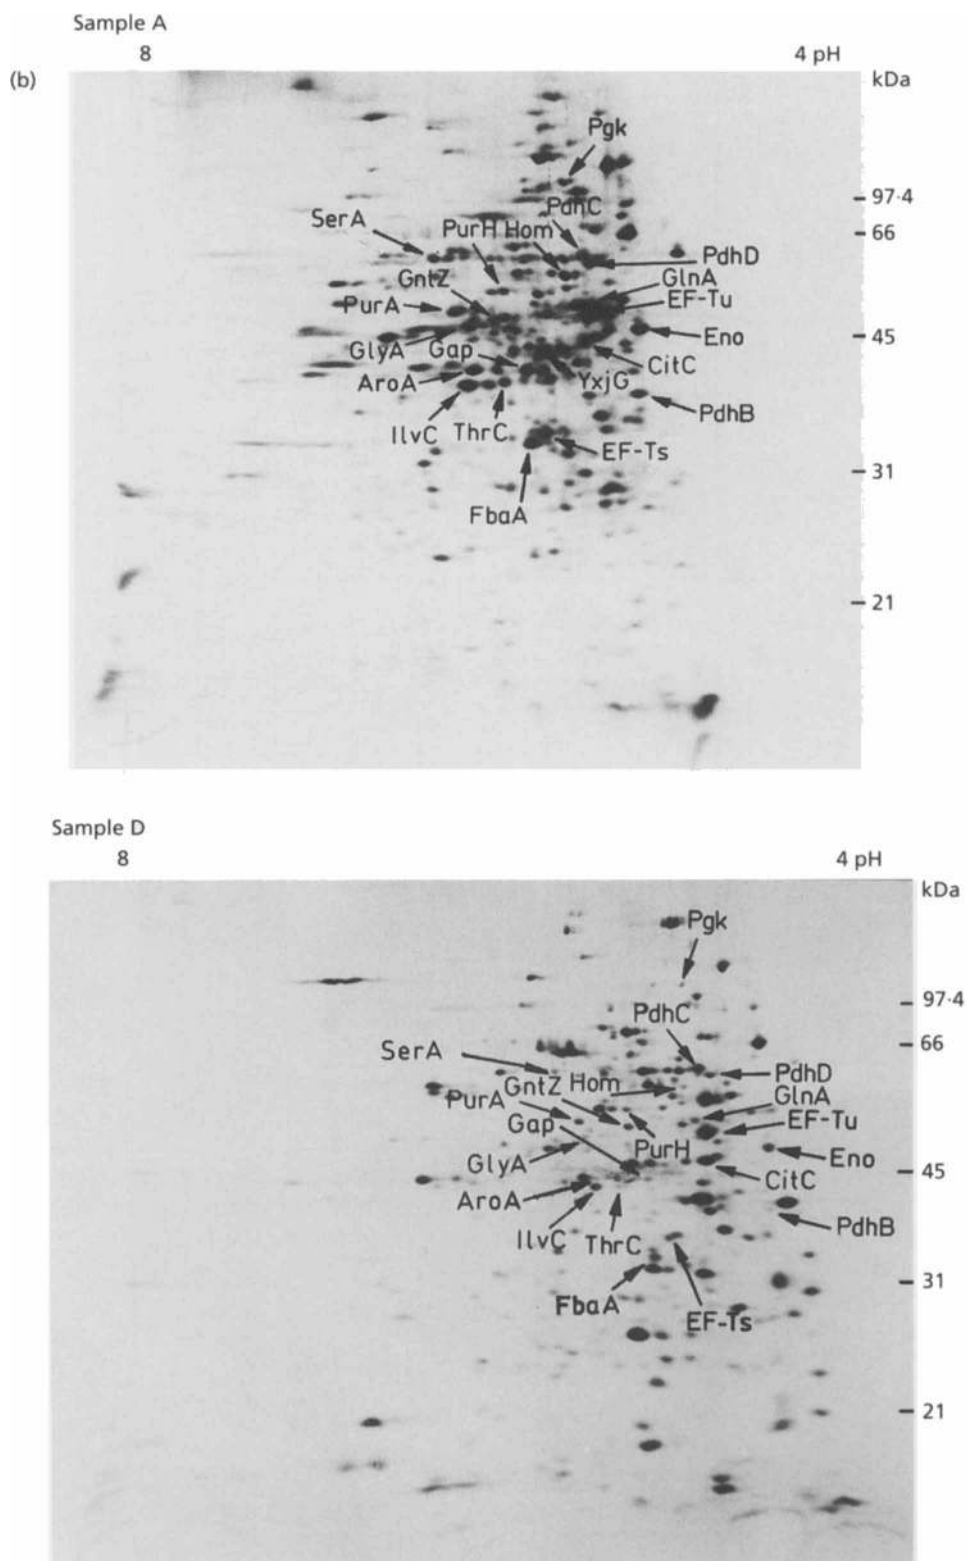 Sample A
8 4 pH
(b) kDa
Pgk
97·4
PdhC
SerA PurH Hom 66
PdhD
GntZ GlnA
PurA EF-Tu
Eno
45
GlyA Gap CitC
AroA YxjG
PdhB
IlvC ThrC
EF-Ts
31
FbaA
21
Sample D
8 4 pH
kDa
Pgk
97·4
PdhC
66
SerA
GntZ Hom PdhD
PurA GlnA
Gap EF-Tu
PurH
GlyA Eno
45
CitC
AroA
PdhB
IlvC ThrC
31
FbaA
EF-Ts
21